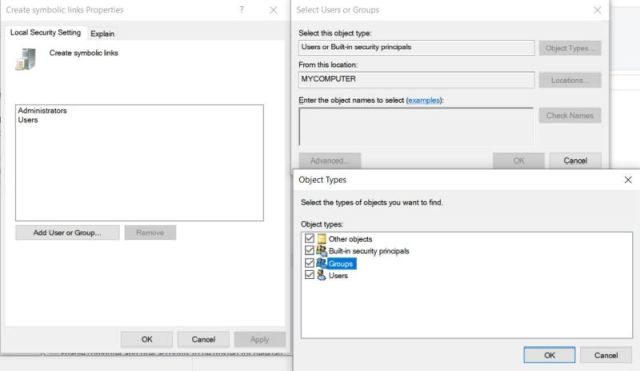 Create symbolic links Properties
Local Security Setting
Explain
Create symbolic links
Administrators
Users
Add User or Group...
Remove
OK
Cancel
Apply
Select Users or Groups
Select this object type:
Users or Built-in security principals
Object Types...
From this location:
MYCOMPUTER
Locations...
Enter the object names to select (examples):
Check Names
Advanced...
OK
Cancel
Object Types
Select the types of objects you want to find.
Object types:
Other objects
Built-in security principals
Groups
Users
OK
Cancel